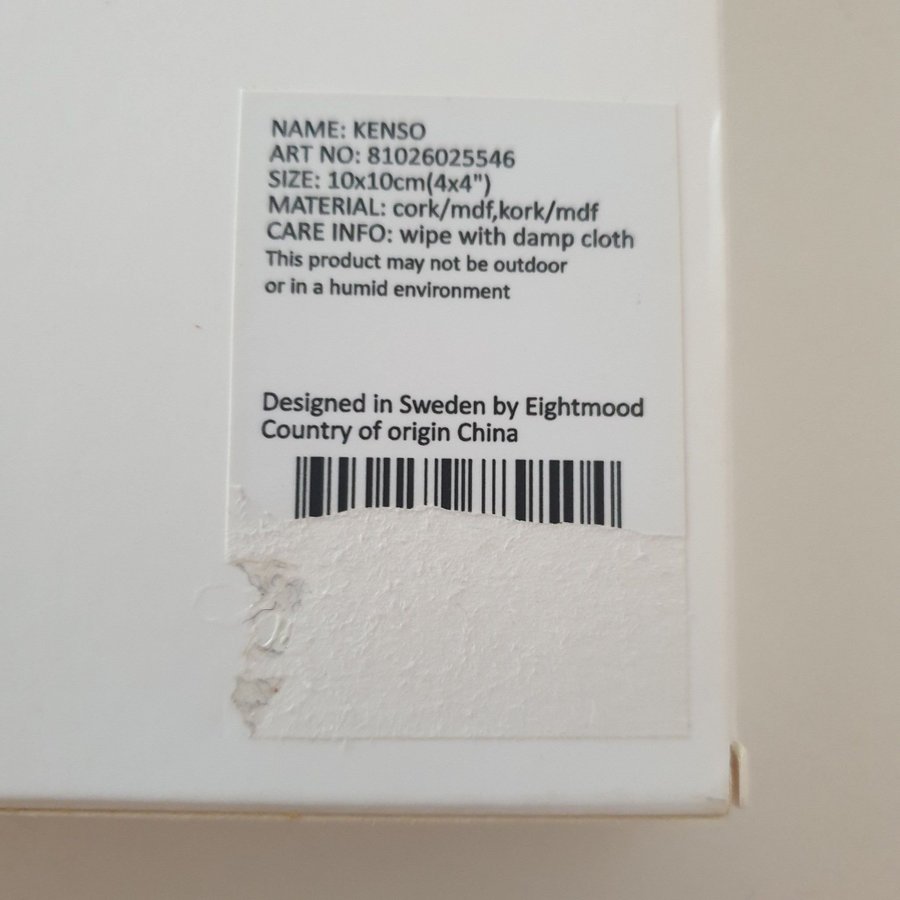 NAME: KENSO
ART NO: 81026025546
SIZE: 10x10cm(4x4")
MATERIAL: cork/mdf,kork/mdf
CARE INFO: wipe with damp cloth
This product may not be outdoor
or in a humid environment
Designed in Sweden by Eightmood
Country of origin China